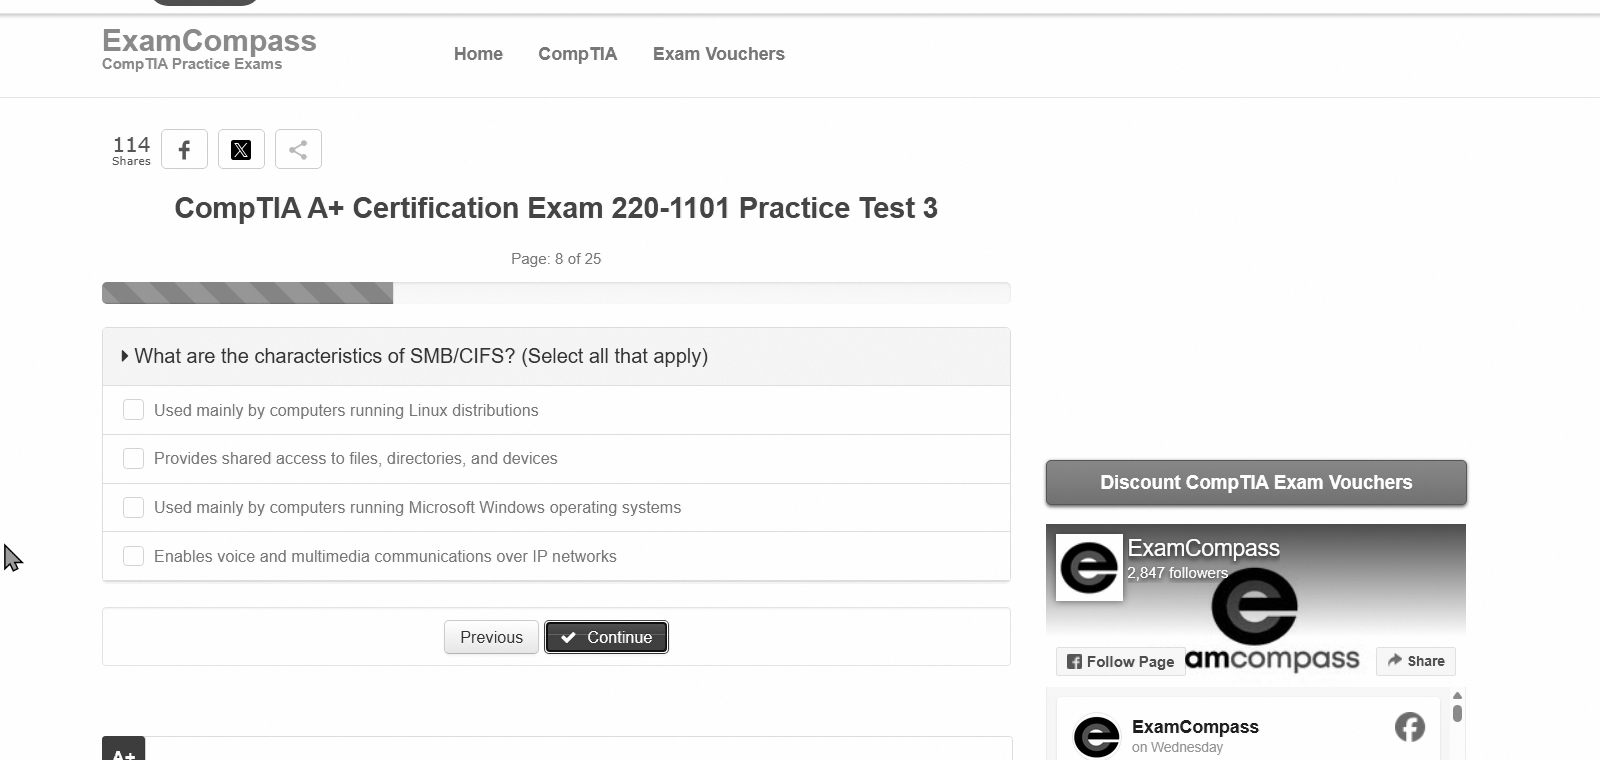 ExamCompass
CompTIA Practice Exams
Home
CompTIA
Exam Vouchers
114
Shares
CompTIA A+ Certification Exam 220-1101 Practice Test 3
Page: 8 of 25
What are the characteristics of SMB/CIFS? (Select all that apply)
Used mainly by computers running Linux distributions
Provides shared access to files, directories, and devices
Used mainly by computers running Microsoft Windows operating systems
Enables voice and multimedia communications over IP networks
Previous
Continue
Discount CompTIA Exam Vouchers
ExamCompass
2,847 followers
amcompass
Follow Page
Share
ExamCompass
on Wednesday
A+